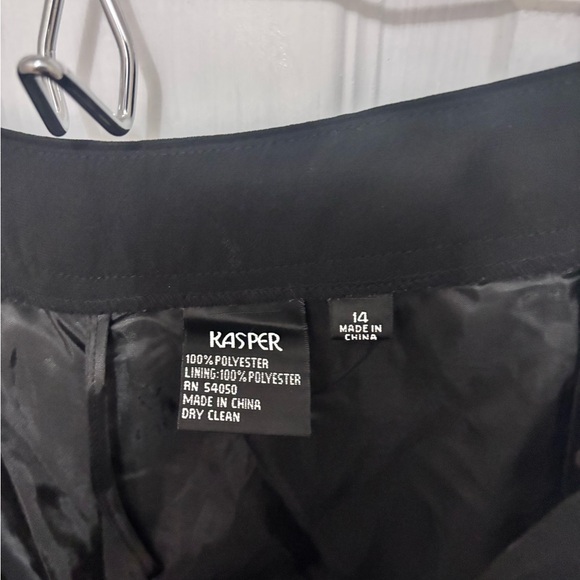 KASPER
100% POLYESTER
LINING:100% POLYESTER
RN 54050
MADE IN CHINA
DRY CLEAN
14
MADE IN
CHINA